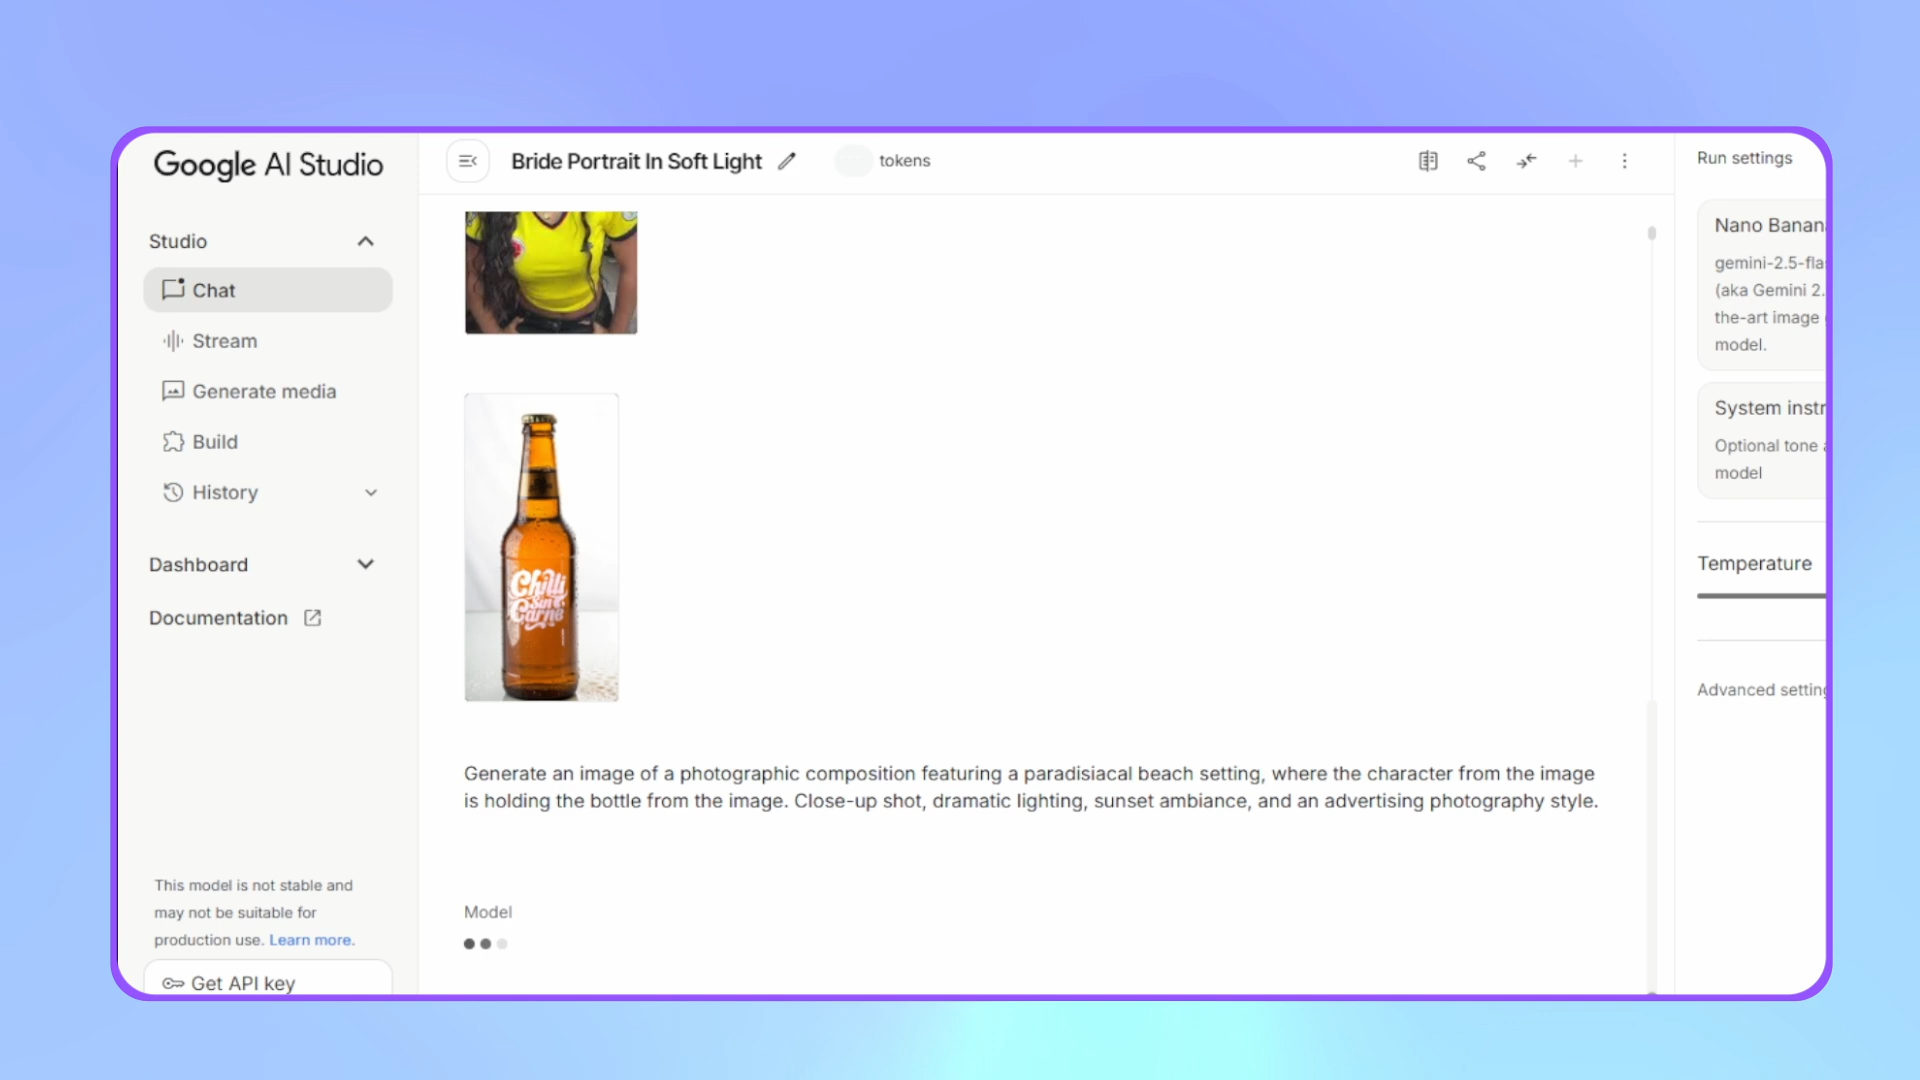 Google AI Studio
Studio
Chat
Stream
Generate media
Build
History
Dashboard
Documentation
This model is not stable and
may not be suitable for
production use. Learn more.
Get API key
Bride Portrait In Soft Light
tokens
Chilli
Sin
Carne
Generate an image of a photographic composition featuring a paradisiacal beach setting, where the character from the image
is holding the bottle from the image. Close-up shot, dramatic lighting, sunset ambiance, and an advertising photography style.
Model
Run settings
Nano Banan
gemini-2.5-fla
(aka Gemini 2.
the-art image
model.
System instr
Optional tone a
model
Temperature
Advanced setting